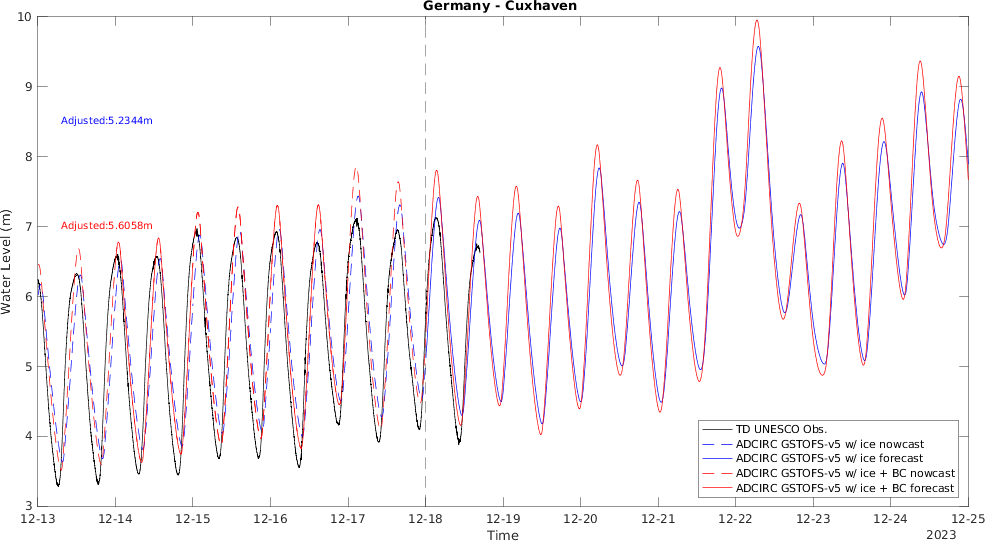 Germany - Cuxhaven
10
9
8
7
6
5
4
3
Water Level (m)
Adjusted:5.2344m
Adjusted:5.6058m
TD UNESCO Obs.
ADCIRC GSTOFS-v5 w/ ice nowcast
ADCIRC GSTOFS-v5 w/ ice forecast
ADCIRC GSTOFS-v5 w/ ice + BC nowcast
ADCIRC GSTOFS-v5 w/ ice + BC forecast
12-13 12-14 12-15 12-16 12-17 12-18 12-19 12-20 12-21 12-22 12-23 12-24 12-25
Time
2023